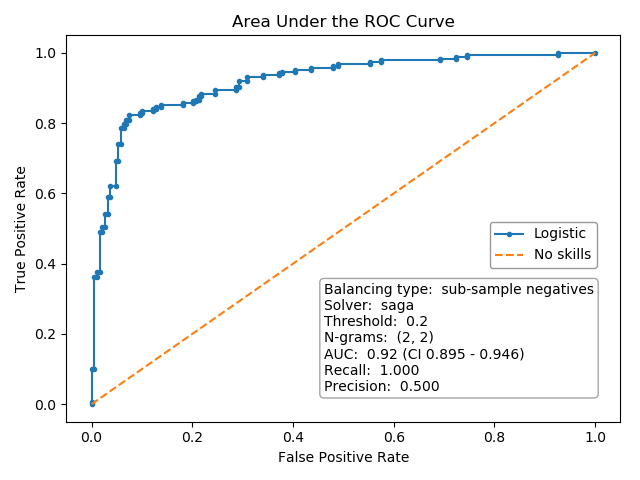 Area Under the ROC Curve
True Positive Rate
1.0
0.8
0.6
0.4
0.2
0.0
Logistic
No skills
Balancing type:  sub-sample negatives
Solver:  saga
Threshold:  0.2
N-grams:  (2, 2)
AUC:  0.92 (CI 0.895 - 0.946)
Recall:  1.000
Precision:  0.500
0.0 0.2 0.4 0.6 0.8 1.0
False Positive Rate